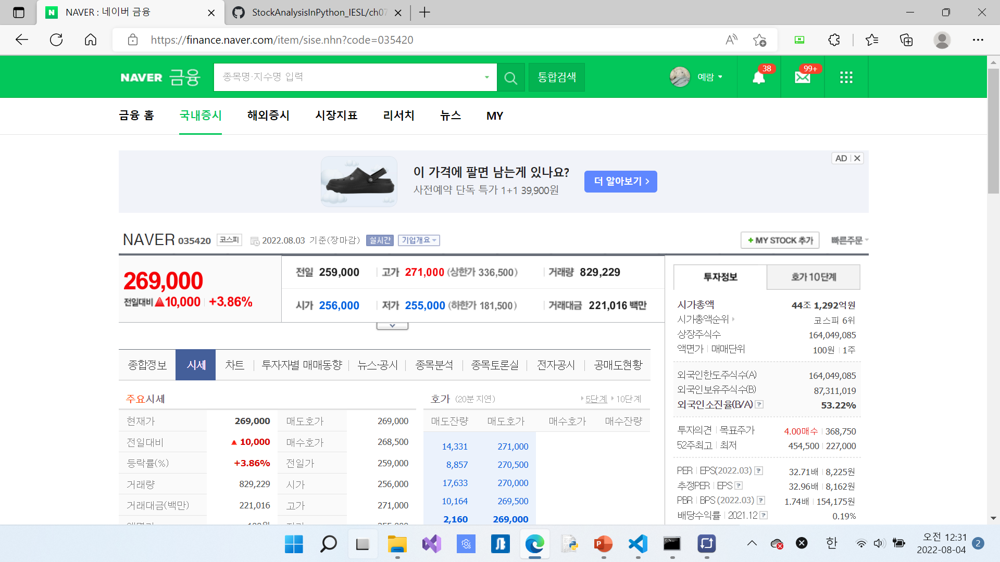 NAVER : 네이버 금융
StockAnalysisInPython_IESL/ch07
https://finance.naver.com/item/sise.nhn?code=035420
NAVER 금융
종목명·지수명 입력
통합검색
예람
38
99+
금융 홈 국내증시 해외증시 시장지표 리서치 뉴스 MY
이 가격에 팔면 남는게 있나요?
사전예약 단독 특가 1+1 39,900원
더 알아보기
AD
NAVER 035420 코스피 2022.08.03 기준(장마감) 실시간 기업개요
+ MY STOCK 추가 빠른주문
269,000
전일대비 ▲10,000 +3.86%
전일 259,000 고가 271,000 (상한가 336,500) 거래량 829,229
시가 256,000 저가 255,000 (하한가 181,500) 거래대금 221,016 백만
종합정보 시세 차트 투자자별 매매동향 뉴스·공시 종목분석 종목토론실 전자공시 공매도현황
주요시세
현재가 269,000 매도호가 269,000
전일대비 ▲ 10,000 매수호가 268,500
등락률(%) +3.86% 전일가 259,000
거래량 829,229 시가 256,000
거래대금(백만) 221,016 고가 271,000
호가 (20분 지연) 5단계 10단계
매도잔량 매도호가 매수호가 매수잔량
14,331 271,000
8,857 270,500
17,633 270,000
10,164 269,500
2,160 269,000
투자정보 호가 10단계
시가총액 44조 1,292억원
시가총액순위 코스피 6위
상장주식수 164,049,085
액면가 매매단위 100원 1주
외국인한도주식수(A) 164,049,085
외국인보유주식수(B) 87,311,019
외국인소진율(B/A) ? 53.22%
투자의견 목표주가 4.00매수 368,750
52주최고 최저 454,500 227,000
PER EPS(2022.03) ? 32.71배 8,225원
추정PER EPS ? 32.96배 8,162원
PBR BPS (2022.03) ? 1.74배 154,175원
배당수익률 2021.12 ? 0.19%
한
오전 12:31
2022-08-04
2